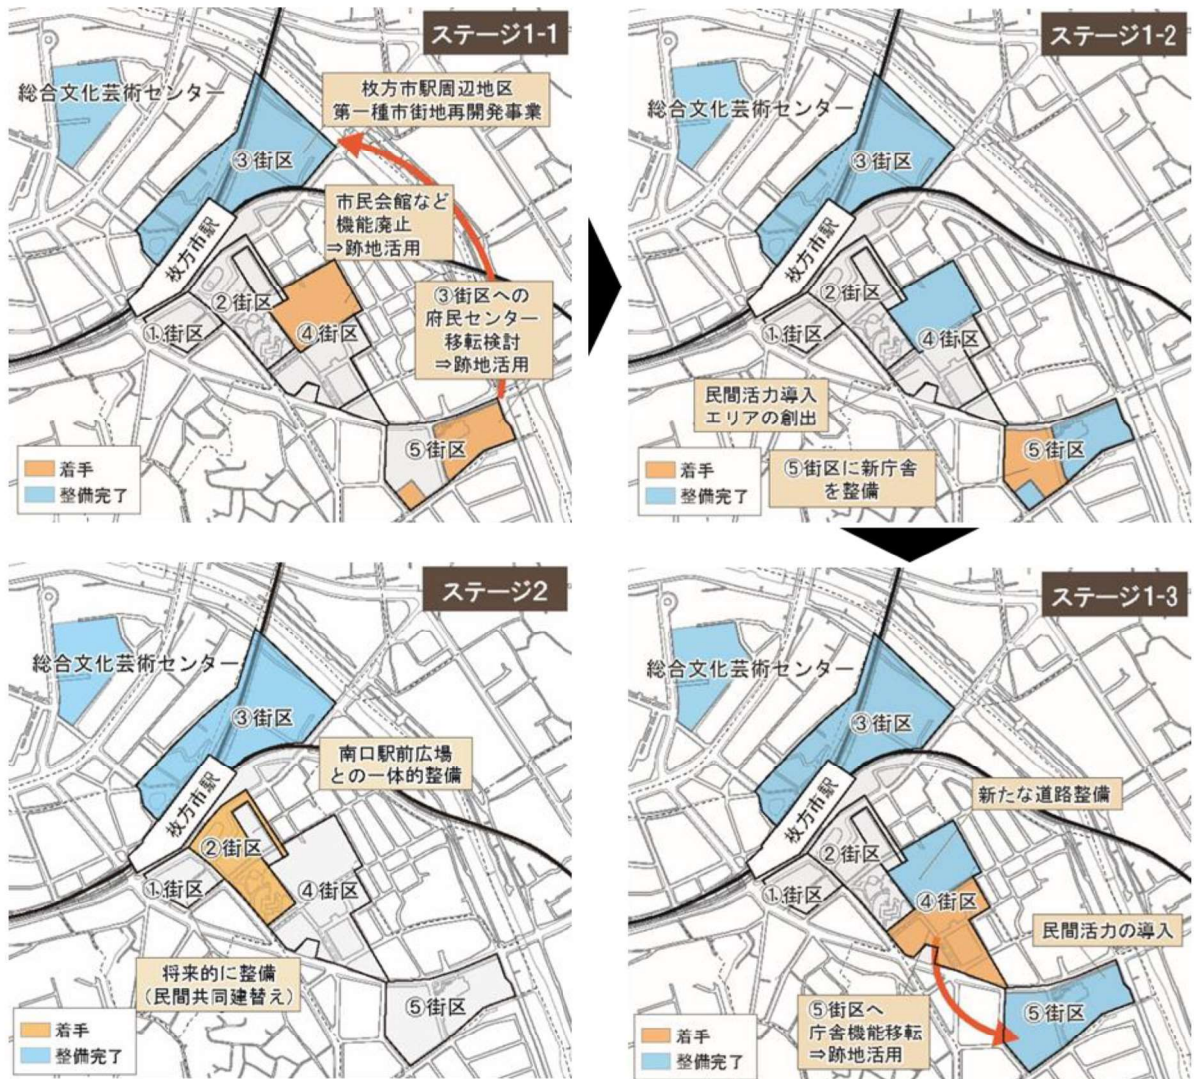 ステージ1-1
総合文化芸術センター
枚方市駅周辺地区
第一種市街地再開発事業
③街区
市民会館など
機能廃止
⇒跡地活用
枚方市駅
②街区
①街区
④街区
③街区への
府民センター
移転検討
⇒跡地活用
⑤街区
着手
整備完了
ステージ1-2
総合文化芸術センター
③街区
枚方市駅
②街区
①街区
④街区
民間活力導入
エリアの創出
⑤街区に新庁舎
を整備
⑤街区
着手
整備完了
ステージ2
総合文化芸術センター
③街区
南口駅前広場
との一体的整備
枚方市駅
②街区
①街区
④街区
将来的に整備
(民間共同建替え)
⑤街区
着手
整備完了
ステージ1-3
総合文化芸術センター
③街区
新たな道路整備
枚方市駅
②街区
①街区
④街区
民間活力の導入
⑤街区へ
庁舎機能移転
⇒跡地活用
⑤街区
着手
整備完了